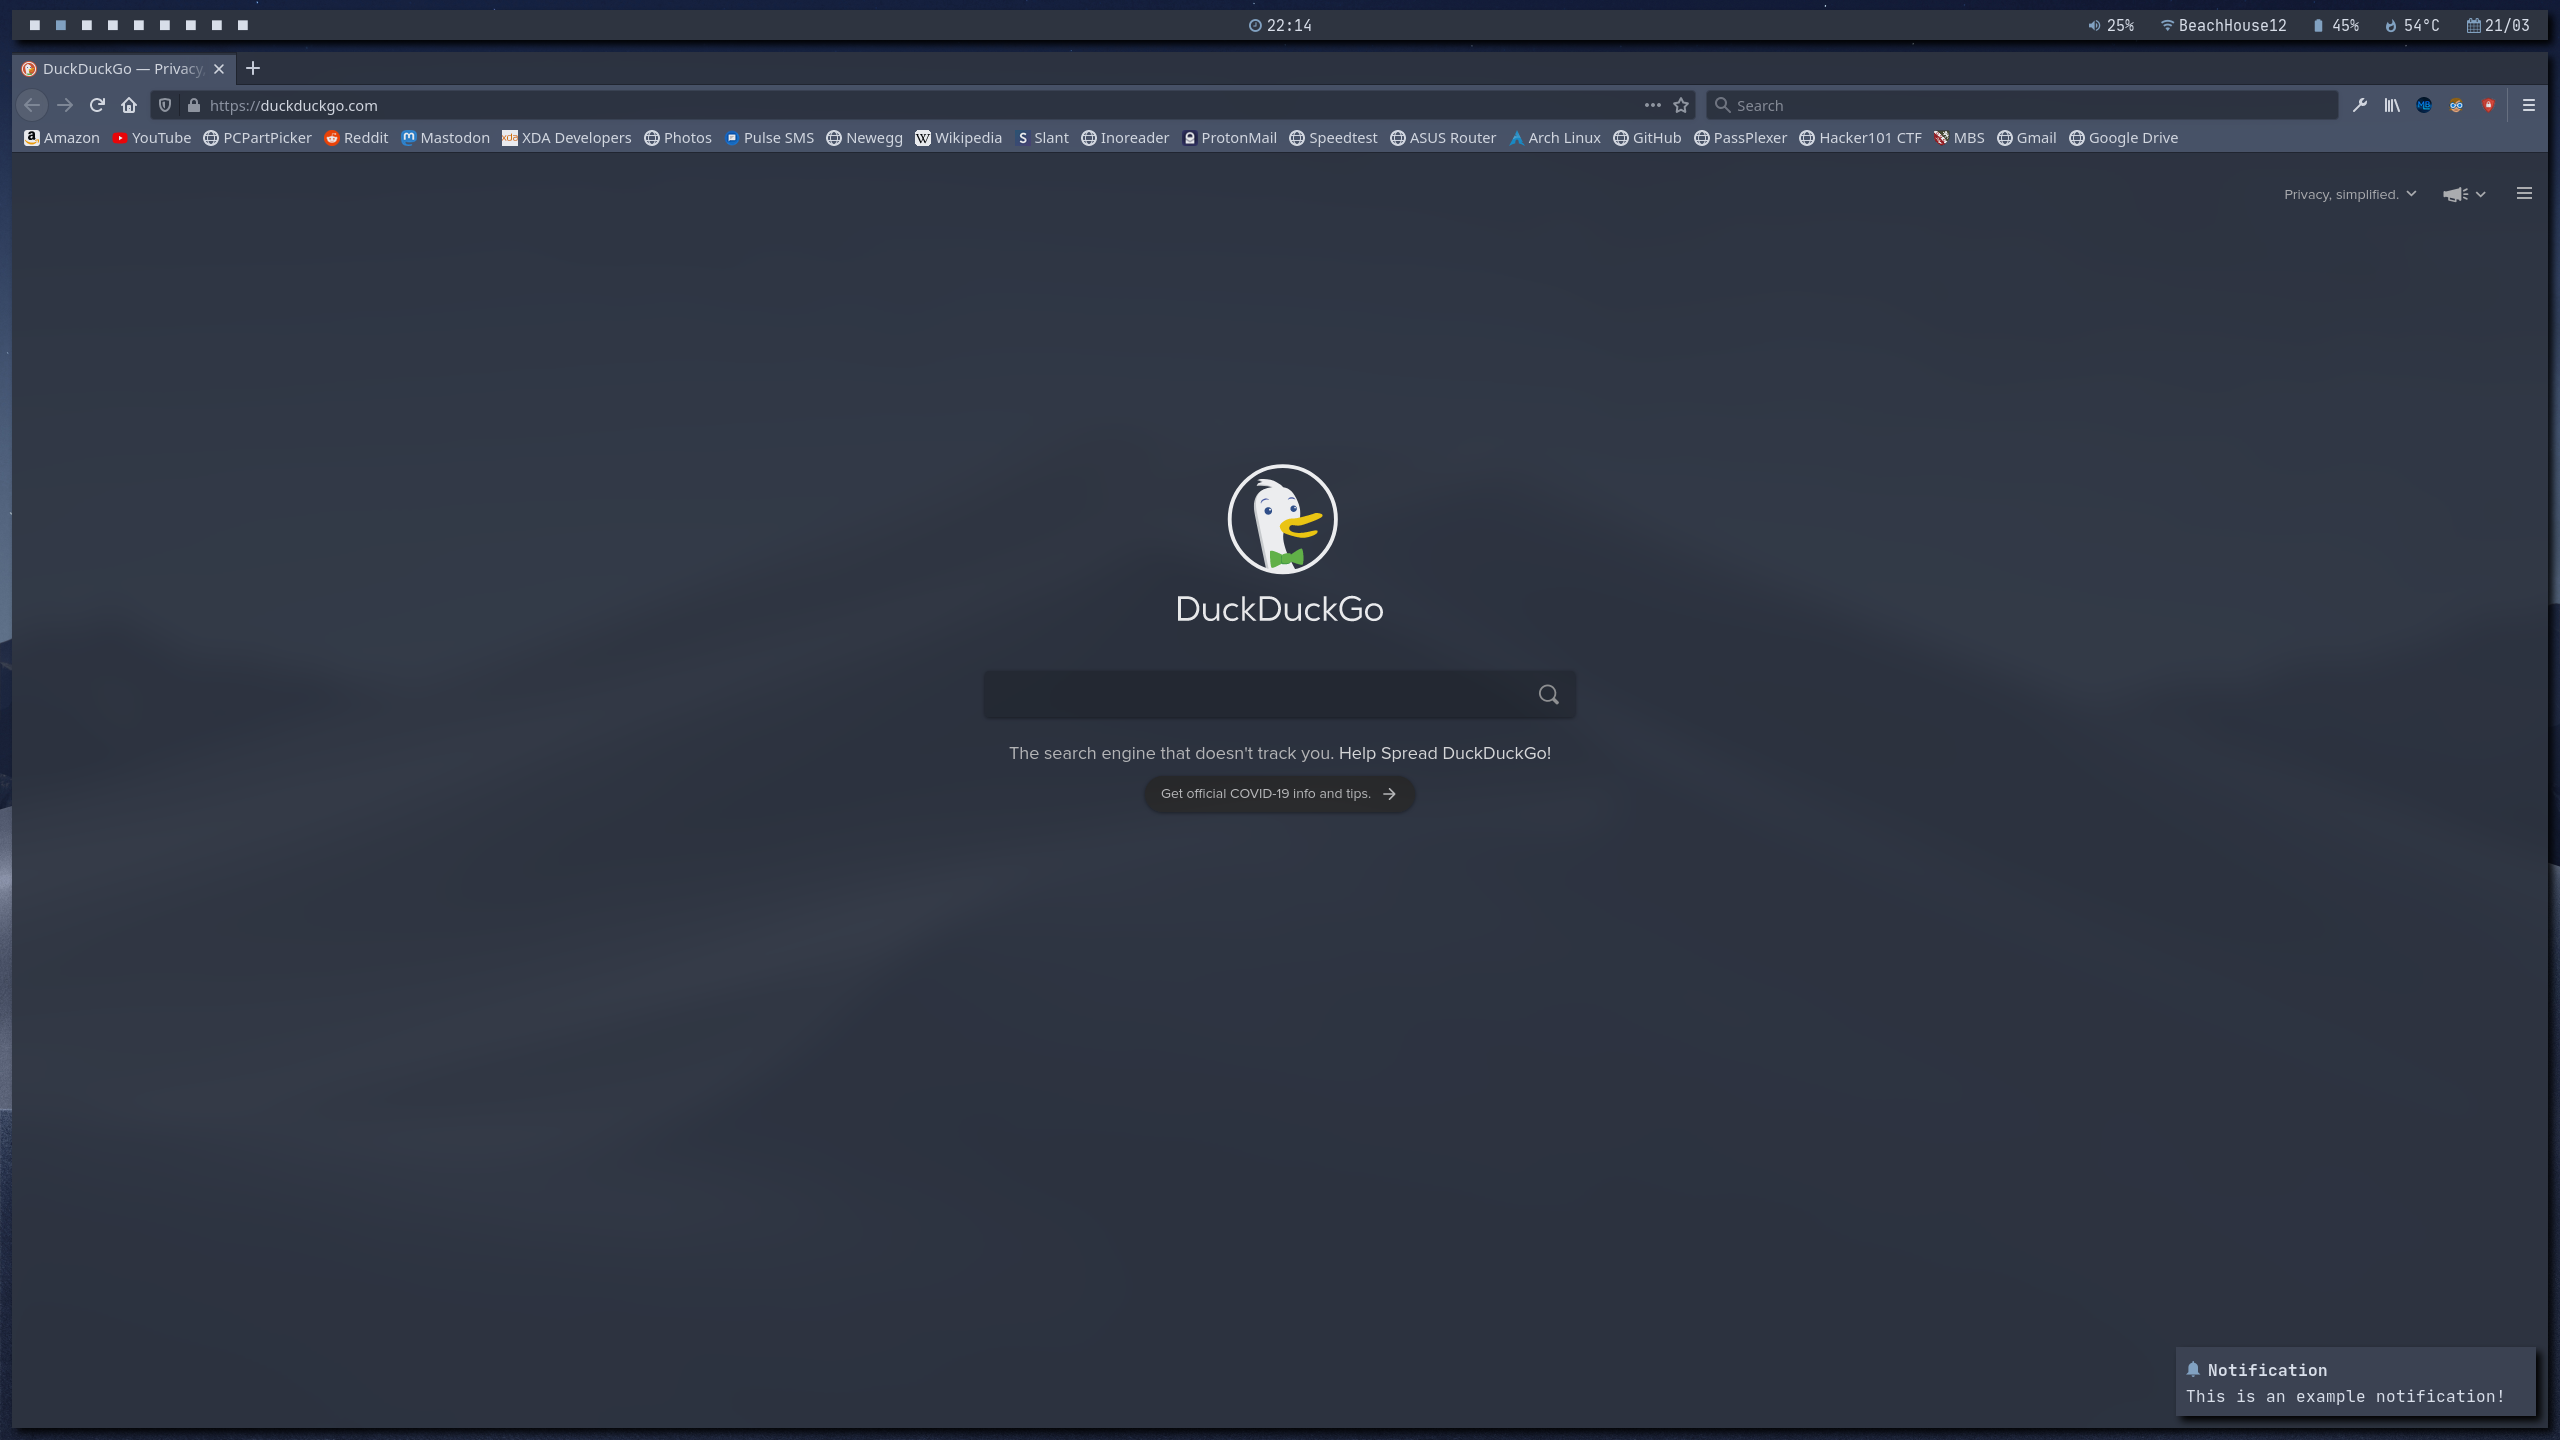 22:14
25% BeachHouse12 45% 54°C 21/03
DuckDuckGo — Privacy,
https://duckduckgo.com
Search
Amazon YouTube PCPartPicker Reddit Mastodon XDA Developers Photos Pulse SMS Newegg Wikipedia Slant Inoreader ProtonMail Speedtest ASUS Router Arch Linux GitHub PassPlexer Hacker101 CTF MBS Gmail Google Drive
Privacy, simplified.
DuckDuckGo
The search engine that doesn't track you. Help Spread DuckDuckGo!
Get official COVID-19 info and tips.
Notification
This is an example notification!